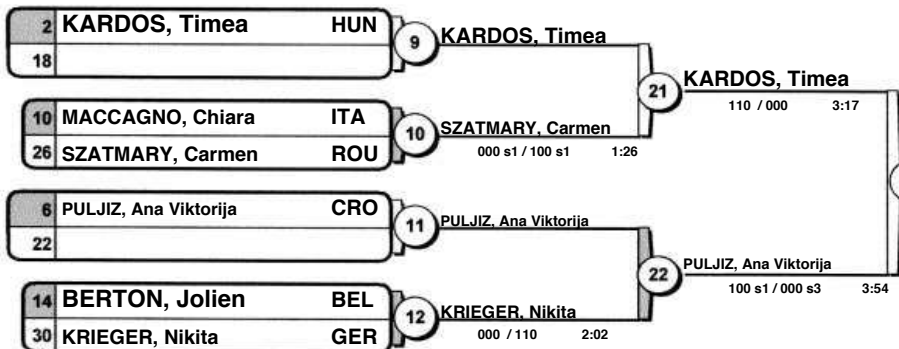 2 KARDOS, Timea HUN
18
9
KARDOS, Timea
10 MACCAGNO, Chiara ITA
26 SZATMARY, Carmen ROU
10
SZATMARY, Carmen
000 s1 / 100 s1 1:26
21
KARDOS, Timea
110 / 000 3:17
6 PULJIZ, Ana Viktorija CRO
22
11
PULJIZ, Ana Viktorija
14 BERTON, Jolien BEL
30 KRIEGER, Nikita GER
12
KRIEGER, Nikita
000 / 110 2:02
22
PULJIZ, Ana Viktorija
100 s1 / 000 s3 3:54